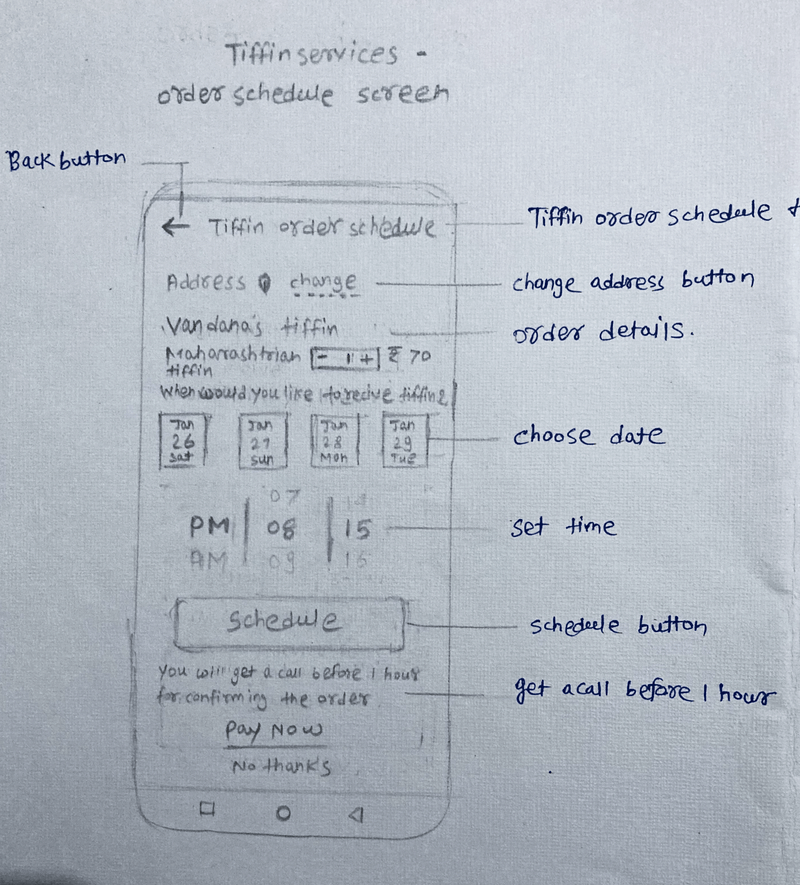 Tiffin services -
order schedule screen
Back button
← Tiffin order schedule
Tiffin order schedule
Address change
change address button
Vandana's tiffin
order details.
Maharashtrian - 1 + ₹ 70
tiffin
When would you like to recive tiffin?
Jan 26 Sat
Jan 27 Sun
Jan 28 Mon
Jan 29 Tue
choose date
07 14
PM 08 15
AM 09 16
set time
Schedule
schedule button
You will get a call before 1 hour
for confirming the order
get a call before 1 hour
Pay Now
No thanks